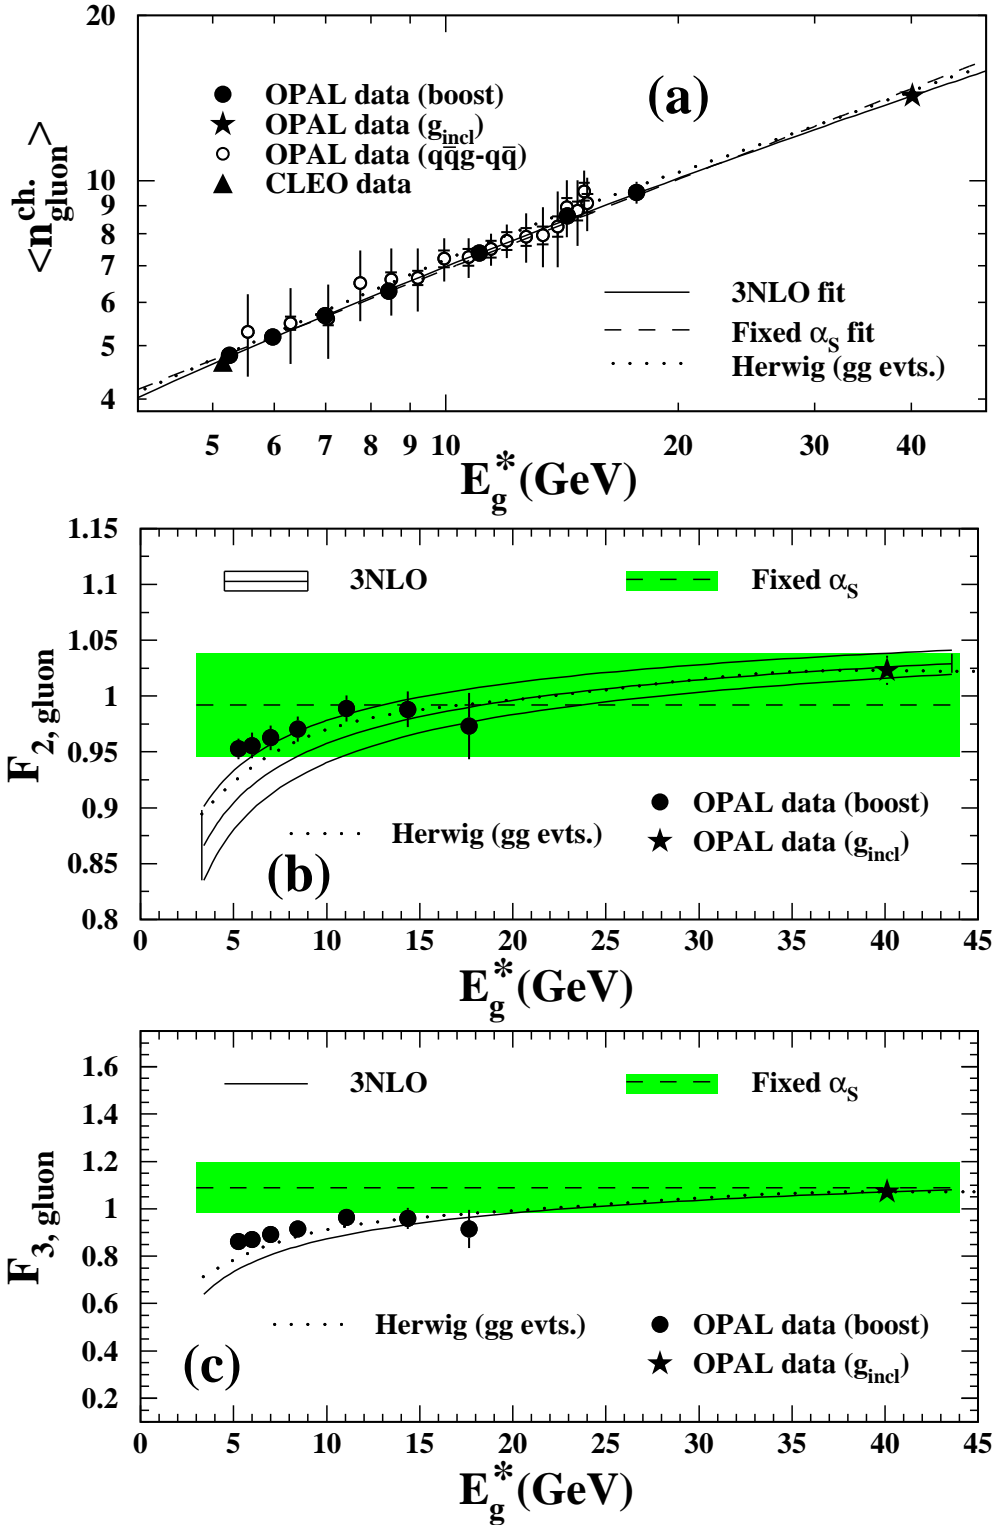 20
10
9
8
7
6
5
4
<n^ch._gluon>
(a)
OPAL data (boost)
OPAL data (g_incl)
OPAL data (qq̄g-qq̄)
CLEO data
3NLO fit
Fixed α_S fit
Herwig (gg evts.)
5 6 7 8 9 10 20 30 40
E_g^* (GeV)
1.15
1.1
1.05
1
0.95
0.9
0.85
0.8
F_2, gluon
3NLO
Fixed α_S
OPAL data (boost)
Herwig (gg evts.)
OPAL data (g_incl)
(b)
0 5 10 15 20 25 30 35 40 45
E_g^* (GeV)
1.6
1.4
1.2
1
0.8
0.6
0.4
0.2
F_3, gluon
3NLO
Fixed α_S
Herwig (gg evts.)
OPAL data (boost)
OPAL data (g_incl)
(c)
0 5 10 15 20 25 30 35 40 45
E_g^* (GeV)